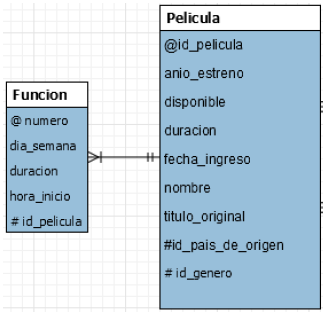 Pelicula
@id_pelicula
anio_estreno
disponible
duracion
fecha_ingreso
nombre
titulo_original
#id_pais_de_origen
# id_genero
Funcion
@ numero
dia_semana
duracion
hora_inicio
# id_pelicula